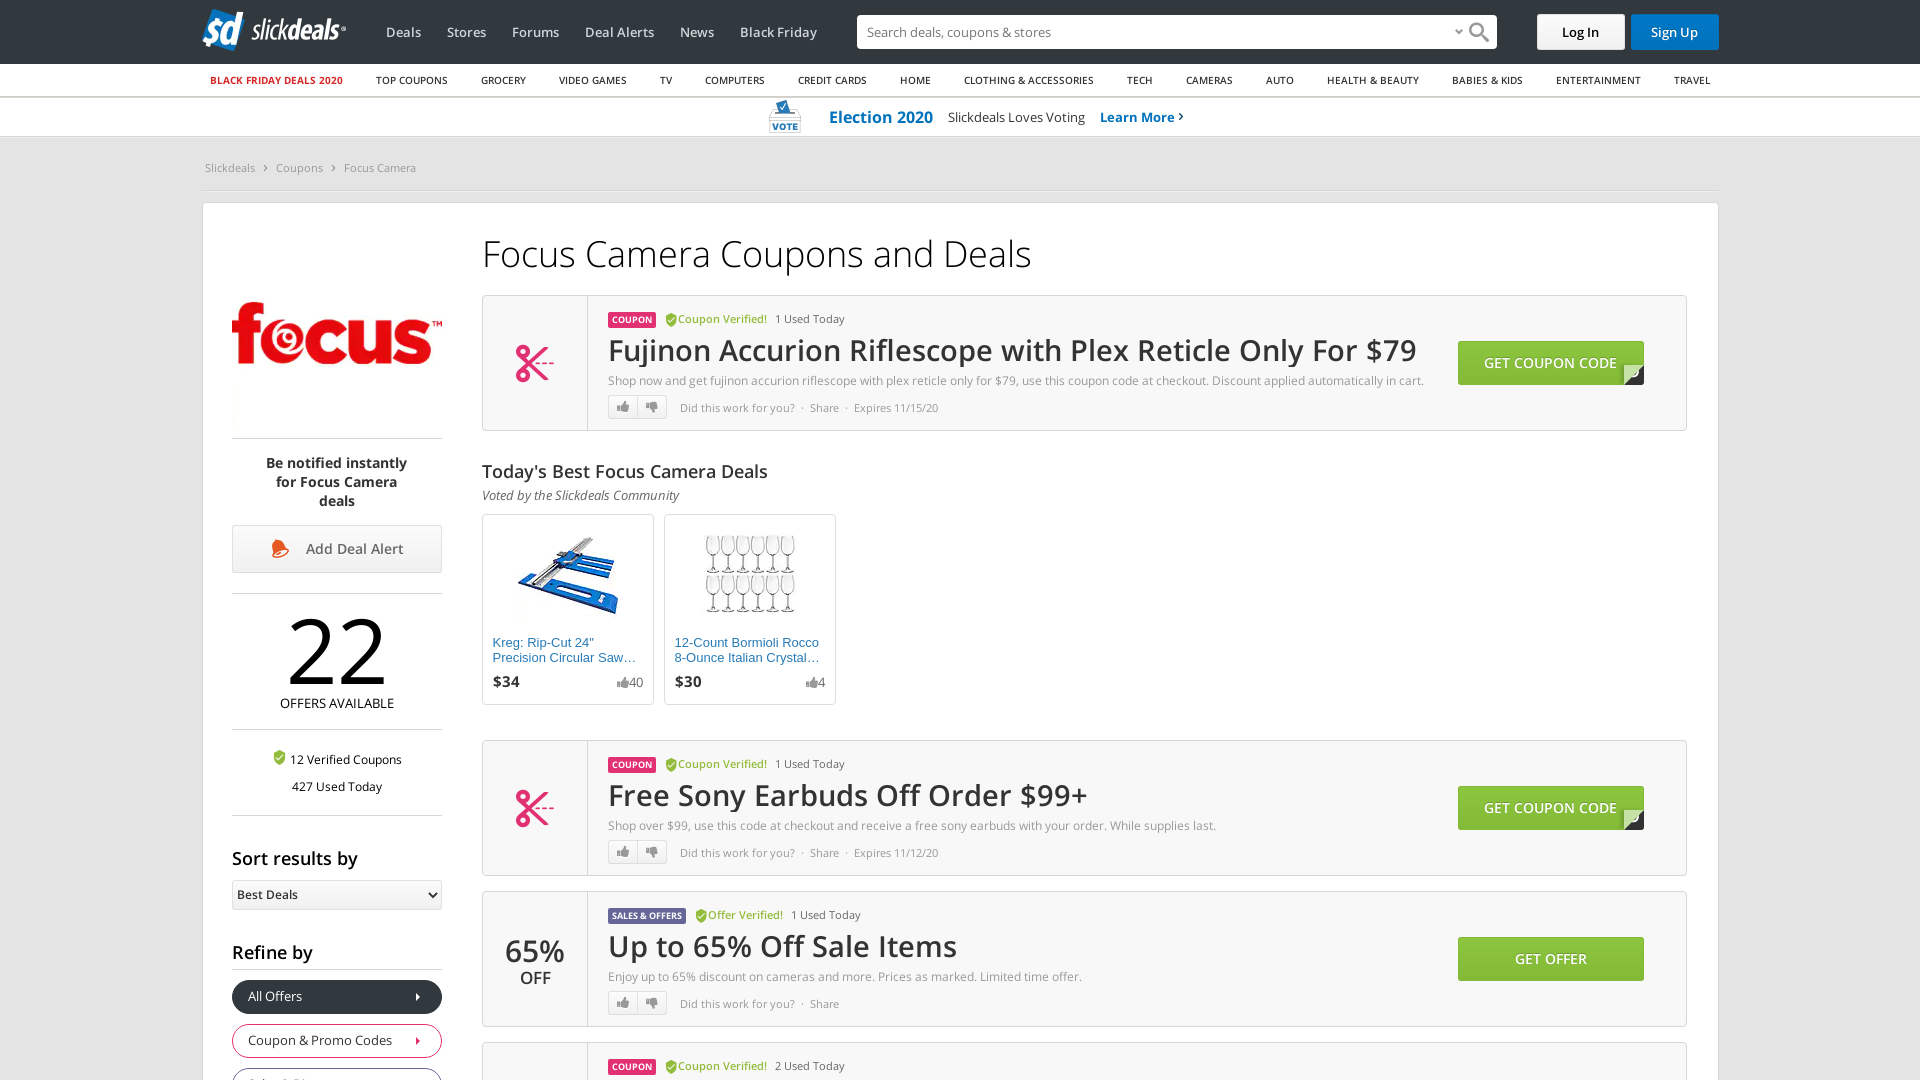 slickdeals
Deals Stores Forums Deal Alerts News Black Friday
Search deals, coupons & shops
Log In
Sign Up
BLACK FRIDAY DEALS 2020 TOP COUPONS GROCERY VIDEO GAMES TV COMPUTERS CREDIT CARDS HOME CLOTHING & ACCESSORIES TECH CAMERAS AUTO HEALTH & BEAUTY BABIES & KIDS ENTERTAINMENT TRAVEL
VOTE Election 2020 Slickdeals Loves Voting Learn More
Slickdeals Coupons Focus Camera
focus™
Be notified instantly
for Focus Camera
deals
Add Deal Alert
22
OFFERS AVAILABLE
12 Verified Coupons
427 Used Today
Sort results by
Best Deals
Refine by
All Offers
Coupon & Promo Codes
Focus Camera Coupons and Deals
COUPON Coupon Verified! 1 Used Today
Fujinon Accurion Riflescope with Plex Reticle Only For $79
Shop now and get fujinon accurion riflescope with plex reticle only for $79, use this coupon code at checkout. Discount applied automatically in cart.
Did this work for you? · Share · Expires 11/15/20
GET COUPON CODE
Today's Best Focus Camera Deals
Voted by the Slickdeals Community
Kreg: Rip-Cut 24"
Precision Circular Saw…
$34 40
12-Count Bormioli Rocco
8-Ounce Italian Crystal…
$30 4
COUPON Coupon Verified! 1 Used Today
Free Sony Earbuds Off Order $99+
Shop over $99, use this code at checkout and receive a free sony earbuds with your order. While supplies last.
Did this work for you? · Share · Expires 11/12/20
GET COUPON CODE
65%
OFF
SALES & OFFERS Offer Verified! 1 Used Today
Up to 65% Off Sale Items
Enjoy up to 65% discount on cameras and more. Prices as marked. Limited time offer.
Did this work for you? · Share
GET OFFER
COUPON Coupon Verified! 2 Used Today